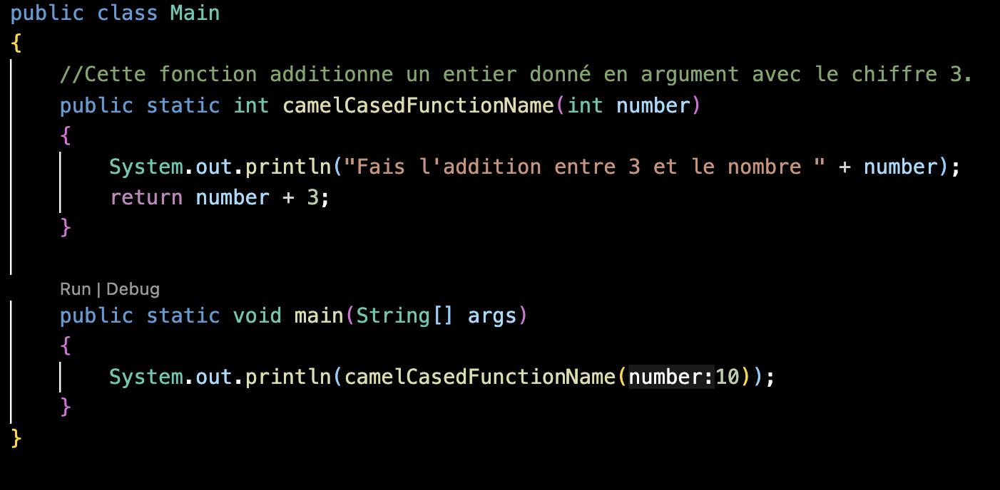 public class Main
{
//Cette fonction additionne un entier donné en argument avec le chiffre 3.
public static int camelCasedFunctionName(int number)
{
System.out.println("Fais l'addition entre 3 et le nombre " + number);
return number + 3;
}
Run | Debug
public static void main(String[] args)
{
System.out.println(camelCasedFunctionName(number:10));
}
}